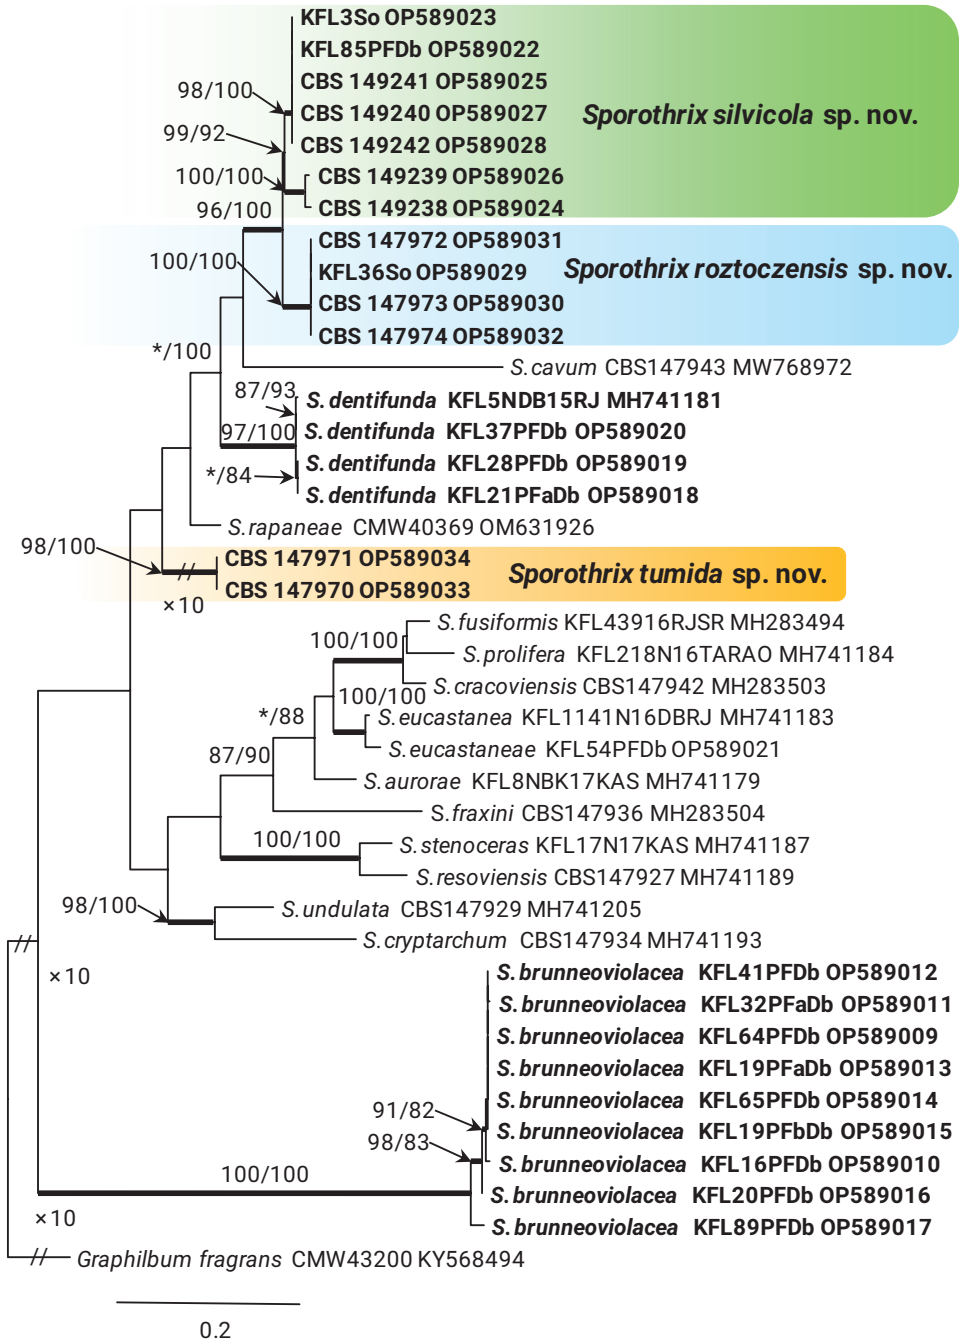 KFL3So OP589023
KFL85PFDb OP589022
CBS 149241 OP589025
98/100
CBS 149240 OP589027
Sporothrix silvicola sp. nov.
99/92
CBS 149242 OP589028
100/100
CBS 149239 OP589026
CBS 149238 OP589024
96/100
CBS 147972 OP589031
100/100
KFL36So OP589029
Sporothrix roztoczensis sp. nov.
CBS 147973 OP589030
CBS 147974 OP589032
*/100
S.cavum CBS147943 MW768972
87/93
S.dentifunda KFL5NDB15RJ MH741181
97/100
S.dentifunda KFL37PFDb OP589020
S.dentifunda KFL28PFDb OP589019
*/84
S.dentifunda KFL21PFaDb OP589018
S.rapaneae CMW40369 OM631926
98/100
CBS 147971 OP589034
Sporothrix tumida sp. nov.
CBS 147970 OP589033
×10
S.fusiformis KFL43916RJSR MH283494
100/100
S.prolifera KFL218N16TARAO MH741184
S.cracoviensis CBS147942 MH283503
100/100
S.eucastanea KFL1141N16DBRJ MH741183
*/88
S.eucastaneae KFL54PFDb OP589021
87/90
S.aurorae KFL8NBK17KAS MH741179
S.fraxini CBS147936 MH283504
100/100
S.stenoceras KFL17N17KAS MH741187
S.resoviensis CBS147927 MH741189
98/100
S.undulata CBS147929 MH741205
S.cryptarchum CBS147934 MH741193
×10
S.brunneoviolacea KFL41PFDb OP589012
S.brunneoviolacea KFL32PFaDb OP589011
S.brunneoviolacea KFL64PFDb OP589009
S.brunneoviolacea KFL19PFaDb OP589013
S.brunneoviolacea KFL65PFDb OP589014
91/82
S.brunneoviolacea KFL19PFbDb OP589015
98/83
S.brunneoviolacea KFL16PFDb OP589010
100/100
S.brunneoviolacea KFL20PFDb OP589016
×10
S.brunneoviolacea KFL89PFDb OP589017
Graphilbum fragrans CMW43200 KY568494
0.2